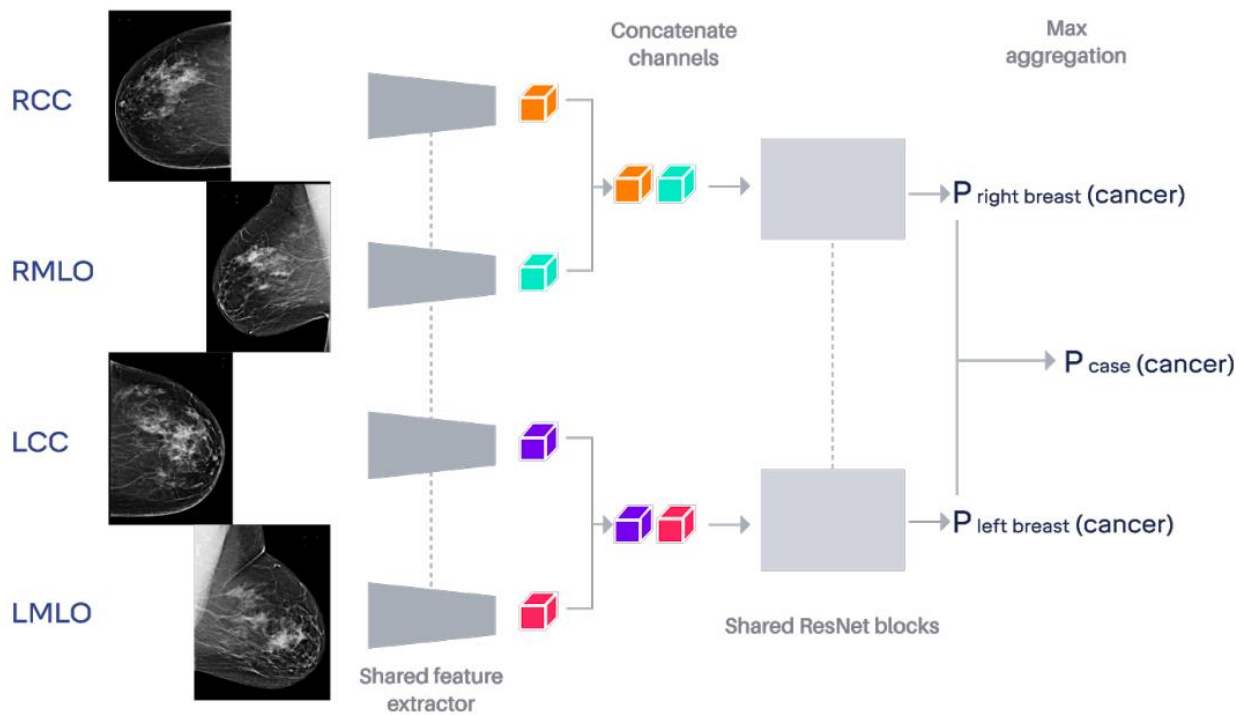 Concatenate
channels
Max
aggregation
RCC
RMLO
P right breast (cancer)
P case (cancer)
LCC
P left breast (cancer)
LMLO
Shared ResNet blocks
Shared feature
extractor